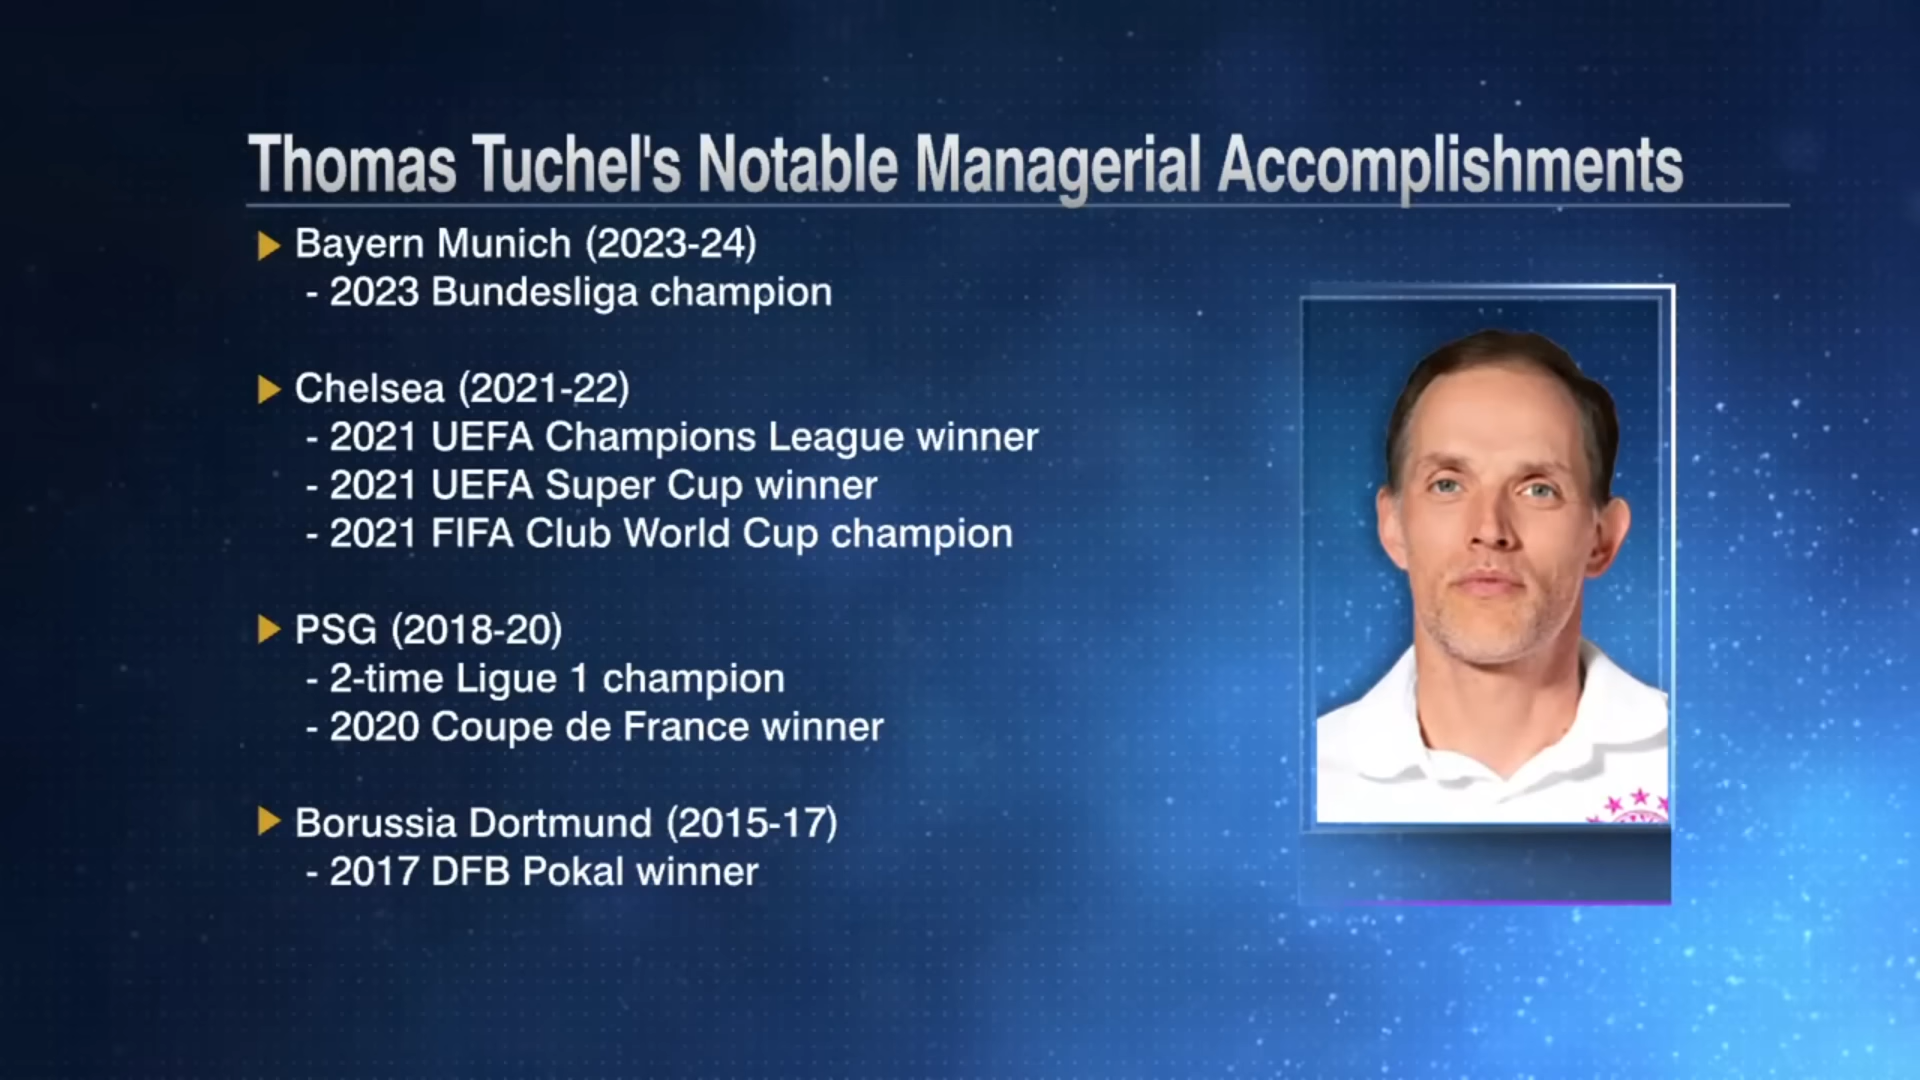 Thomas Tuchel's Notable Managerial Accomplishments
Bayern Munich (2023-24)
- 2023 Bundesliga champion
Chelsea (2021-22)
- 2021 UEFA Champions League winner
- 2021 UEFA Super Cup winner
- 2021 FIFA Club World Cup champion
PSG (2018-20)
- 2-time Ligue 1 champion
- 2020 Coupe de France winner
Borussia Dortmund (2015-17)
- 2017 DFB Pokal winner